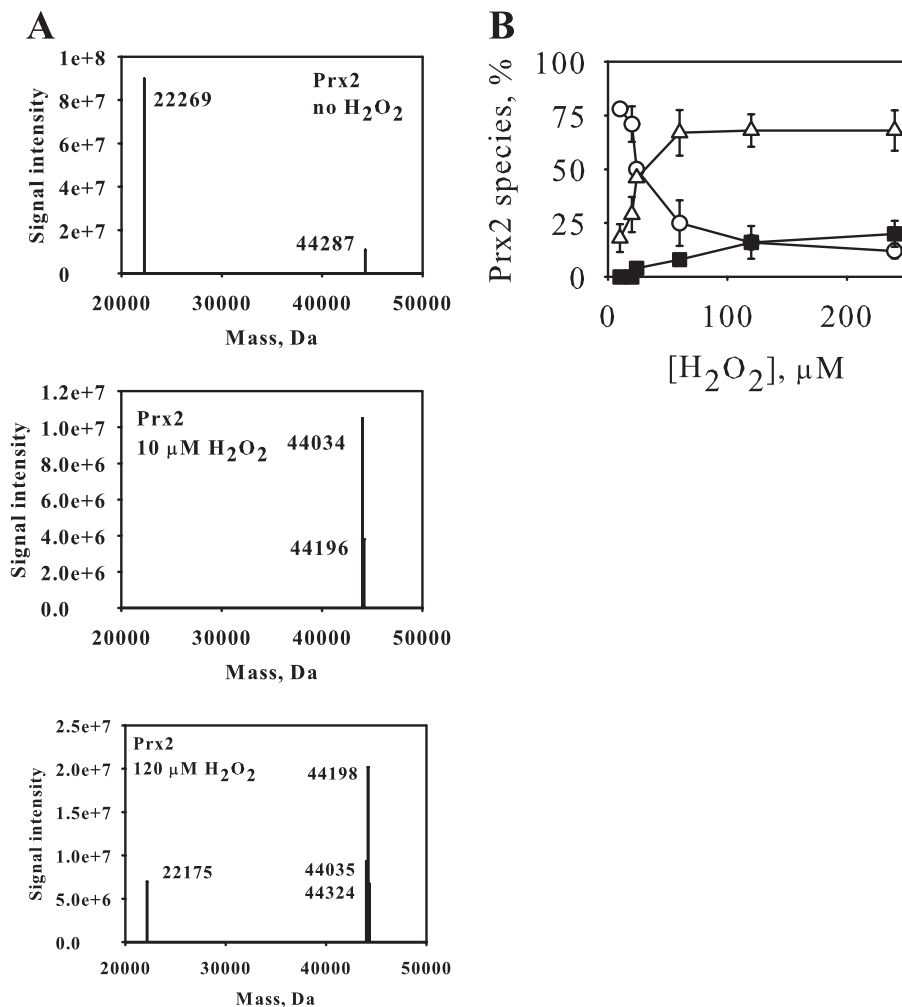 A
1e+8
8e+7
6e+7
4e+7
2e+7
0
Signal intensity
22269
Prx2
no H₂O₂
44287
20000 30000 40000 50000
Mass, Da
1.2e+7
1.0e+7
8.0e+6
6.0e+6
4.0e+6
2.0e+6
0.0
Signal intensity
Prx2
10 μM H₂O₂
44034
44196
20000 30000 40000 50000
Mass, Da
2.5e+7
2.0e+7
1.5e+7
1.0e+7
5.0e+6
0.0
Signal intensity
Prx2
120 μM H₂O₂
44198
22175
44035
44324
20000 30000 40000 50000
Mass, Da
B
100
75
50
25
0
Prx2 species, %
0 100 200
[H₂O₂], μM